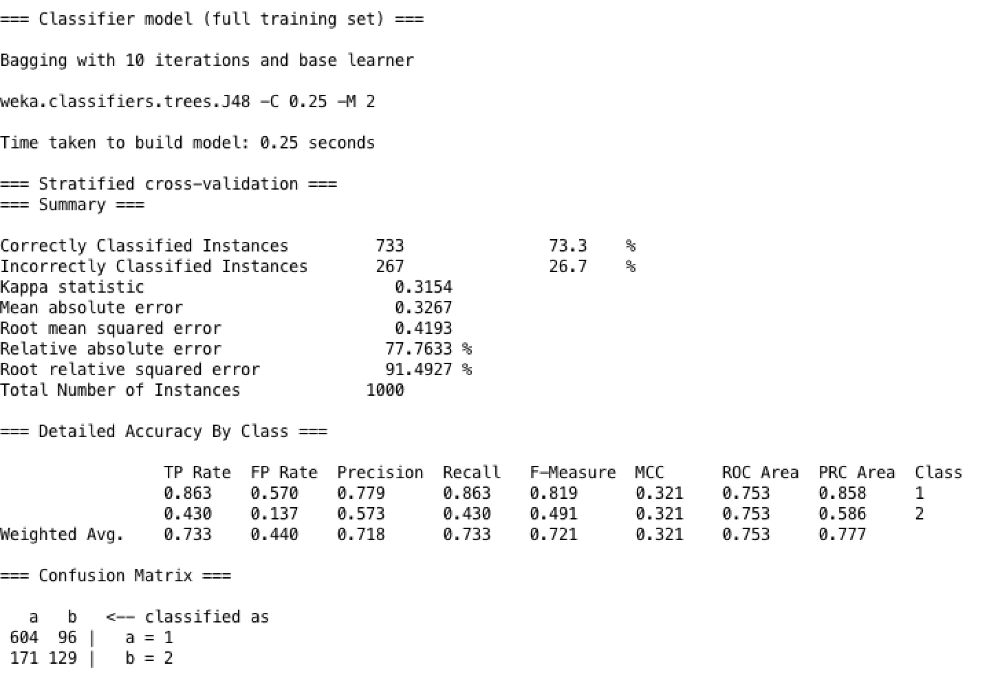 === Classifier model (full training set) ===
Bagging with 10 iterations and base learner
weka.classifiers.trees.J48 -C 0.25 -M 2
Time taken to build model: 0.25 seconds
=== Stratified cross-validation ===
=== Summary ===
Correctly Classified Instances         733               73.3    %
Incorrectly Classified Instances       267               26.7    %
Kappa statistic                          0.3154
Mean absolute error                      0.3267
Root mean squared error                  0.4193
Relative absolute error                 77.7633 %
Root relative squared error             91.4927 %
Total Number of Instances             1000
=== Detailed Accuracy By Class ===
                 TP Rate  FP Rate  Precision  Recall   F-Measure  MCC      ROC Area  PRC Area  Class
                 0.863    0.570    0.779      0.863    0.819      0.321    0.753     0.858     1
                 0.430    0.137    0.573      0.430    0.491      0.321    0.753     0.586     2
Weighted Avg.    0.733    0.440    0.718      0.733    0.721      0.321    0.753     0.777
=== Confusion Matrix ===
   a   b   <-- classified as
 604  96 |   a = 1
 171 129 |   b = 2